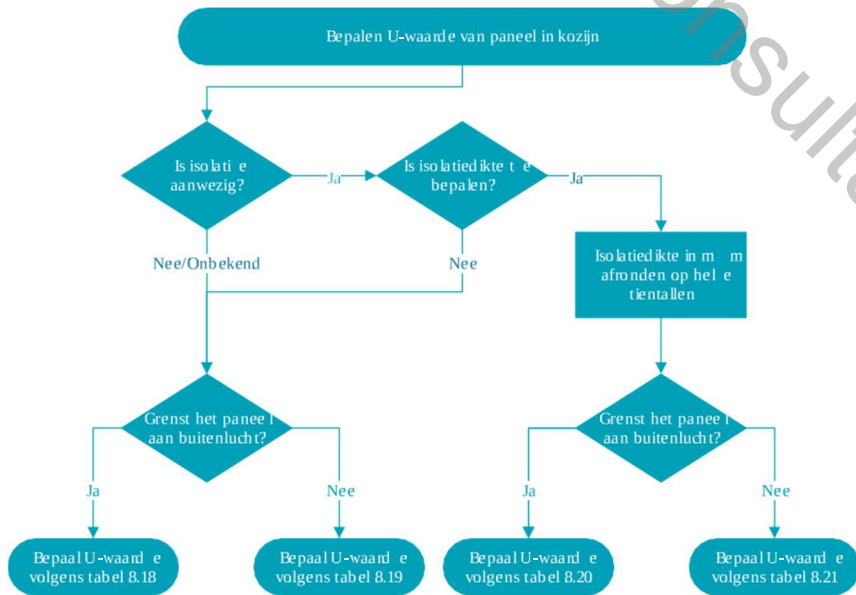 Bepalen U-waarde van paneel in kozijn
Is isolatie
aanwezig?
Ja
Is isolatiedikte te
bepalen?
Ja
Nee/Onbekend
Nee
Isolatiedikte in mm
afronden op hele
tientallen
Grenst het paneel
aan buitenlucht?
Grenst het paneel
aan buitenlucht?
Ja
Nee
Ja
Nee
Bepaal U-waarde
volgens tabel 8.18
Bepaal U-waarde
volgens tabel 8.19
Bepaal U-waarde
volgens tabel 8.20
Bepaal U-waarde
volgens tabel 8.21